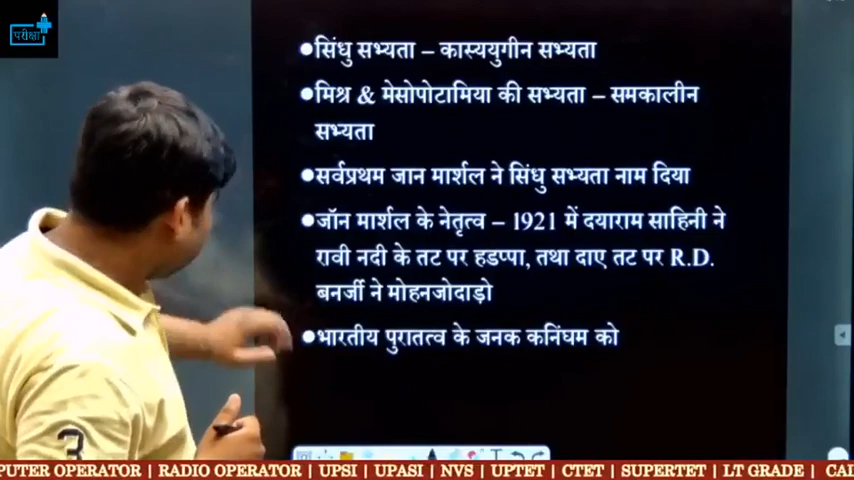 परीक्षा
●सिंधु सभ्यता – कास्ययुगीन सभ्यता
●मिश्र & मेसोपोटामिया की सभ्यता – समकालीन
सभ्यता
●सर्वप्रथम जान मार्शल ने सिंधु सभ्यता नाम दिया
●जॉन मार्शल के नेतृत्व – 1921 में दयाराम साहिनी ने
रावी नदी के तट पर हडप्पा, तथा दाए तट पर R.D.
बनर्जी ने मोहनजोदाड़ो
●भारतीय पुरातत्व के जनक कनिंघम को
3
PUTER OPERATOR | RADIO OPERATOR | UPSI | UPASI | NVS | UPTET | CTET | SUPERTET | LT GRADE | CAL